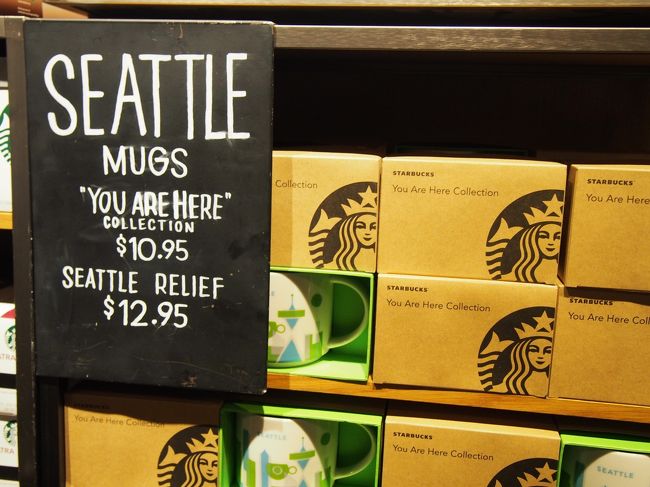 SEATTLE
MUGS
"YOU ARE HERE"
COLLECTION
$10.95
SEATTLE RELIEF
$12.95
Collection
STARBUCKS
You Are Here Collection
STARBUCKS
You Are Here
STARBUCKS
You Are Here Collection
STARBUCKS
You Are Here Col
You Are Here Collection
SEATTLE
STARBUCKS
You Are Here Collection
SEATTLE